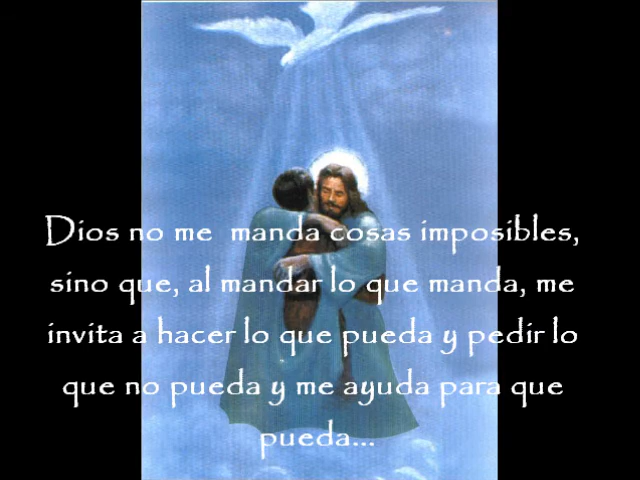 Dios no me manda cosas imposibles,
sino que, al mandar lo que manda, me
invita a hacer lo que pueda y pedir lo
que no pueda y me ayuda para que
pueda...